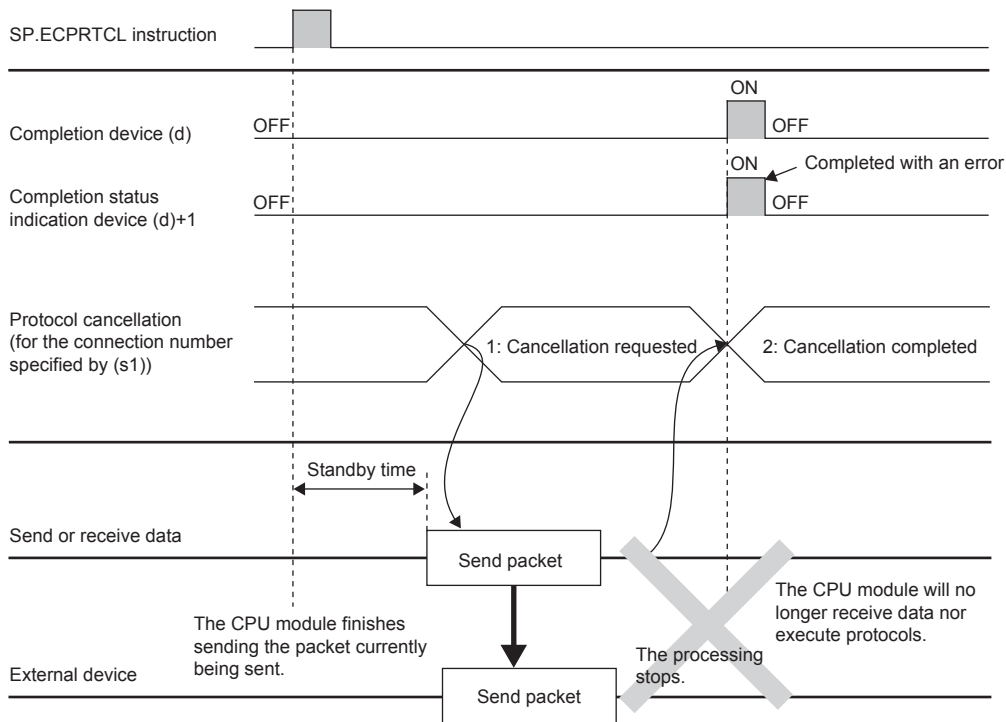 SP.ECPRTCL instruction
ON
Completion device (d)
OFF
OFF
ON
Completed with an error
Completion status
indication device (d)+1
OFF
OFF
Protocol cancellation
(for the connection number
specified by (s1))
1: Cancellation requested
2: Cancellation completed
Standby time
Send or receive data
Send packet
The CPU module finishes
sending the packet currently
being sent.
The CPU module will no
longer receive data nor
execute protocols.
The processing
stops.
External device
Send packet